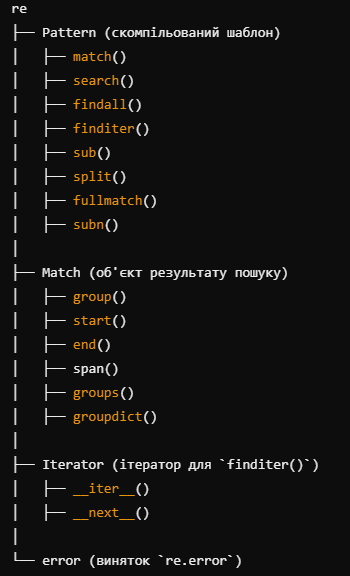 re
├── Pattern (скомпільований шаблон)
│   ├── match()
│   ├── search()
│   ├── findall()
│   ├── finditer()
│   ├── sub()
│   ├── split()
│   ├── fullmatch()
│   ├── subn()
│
├── Match (об'єкт результату пошуку)
│   ├── group()
│   ├── start()
│   ├── end()
│   ├── span()
│   ├── groups()
│   ├── groupdict()
│
├── Iterator (ітератор для `finditer()`)
│   ├── __iter__()
│   ├── __next__()
│
└── error (виняток `re.error`)